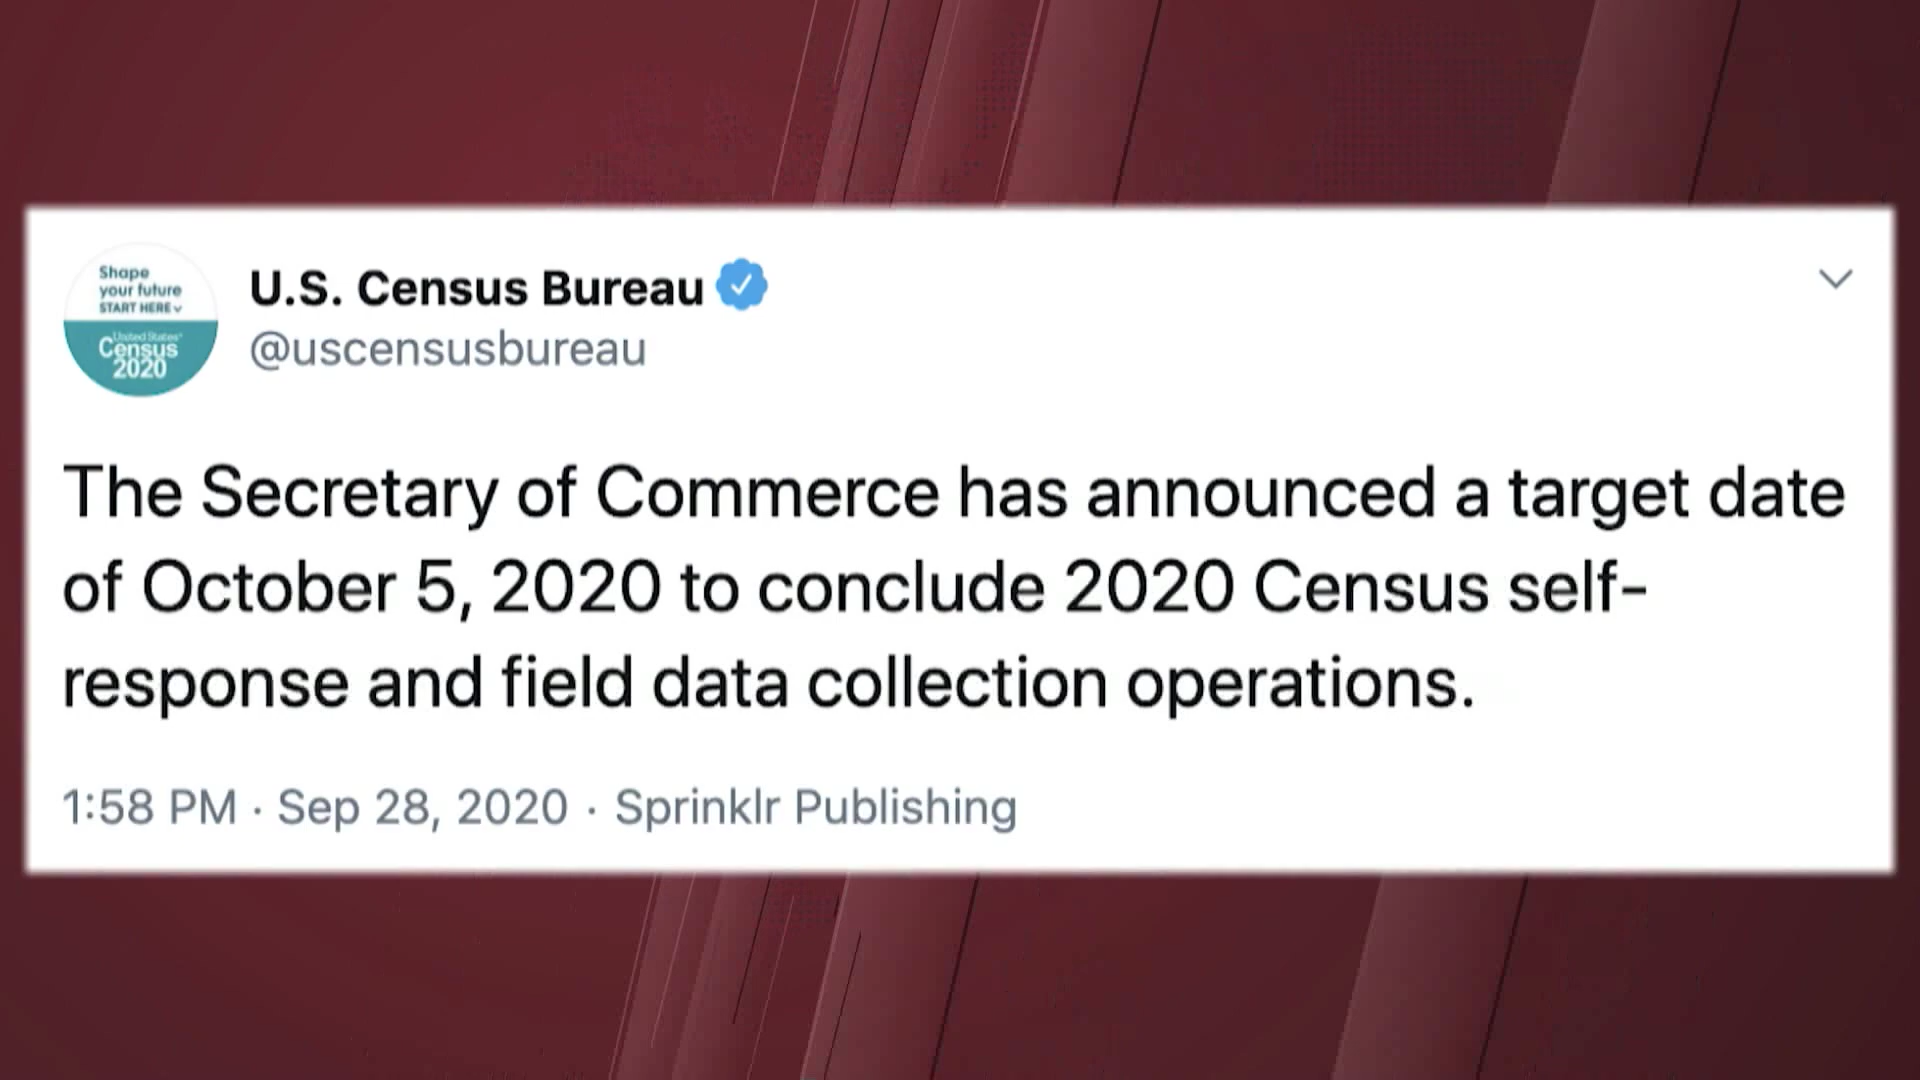 Shape
your future
START HERE
United States®
Census
2020
U.S. Census Bureau
@uscensusbureau
The Secretary of Commerce has announced a target date
of October 5, 2020 to conclude 2020 Census self-
response and field data collection operations.
1:58 PM · Sep 28, 2020 · Sprinklr Publishing